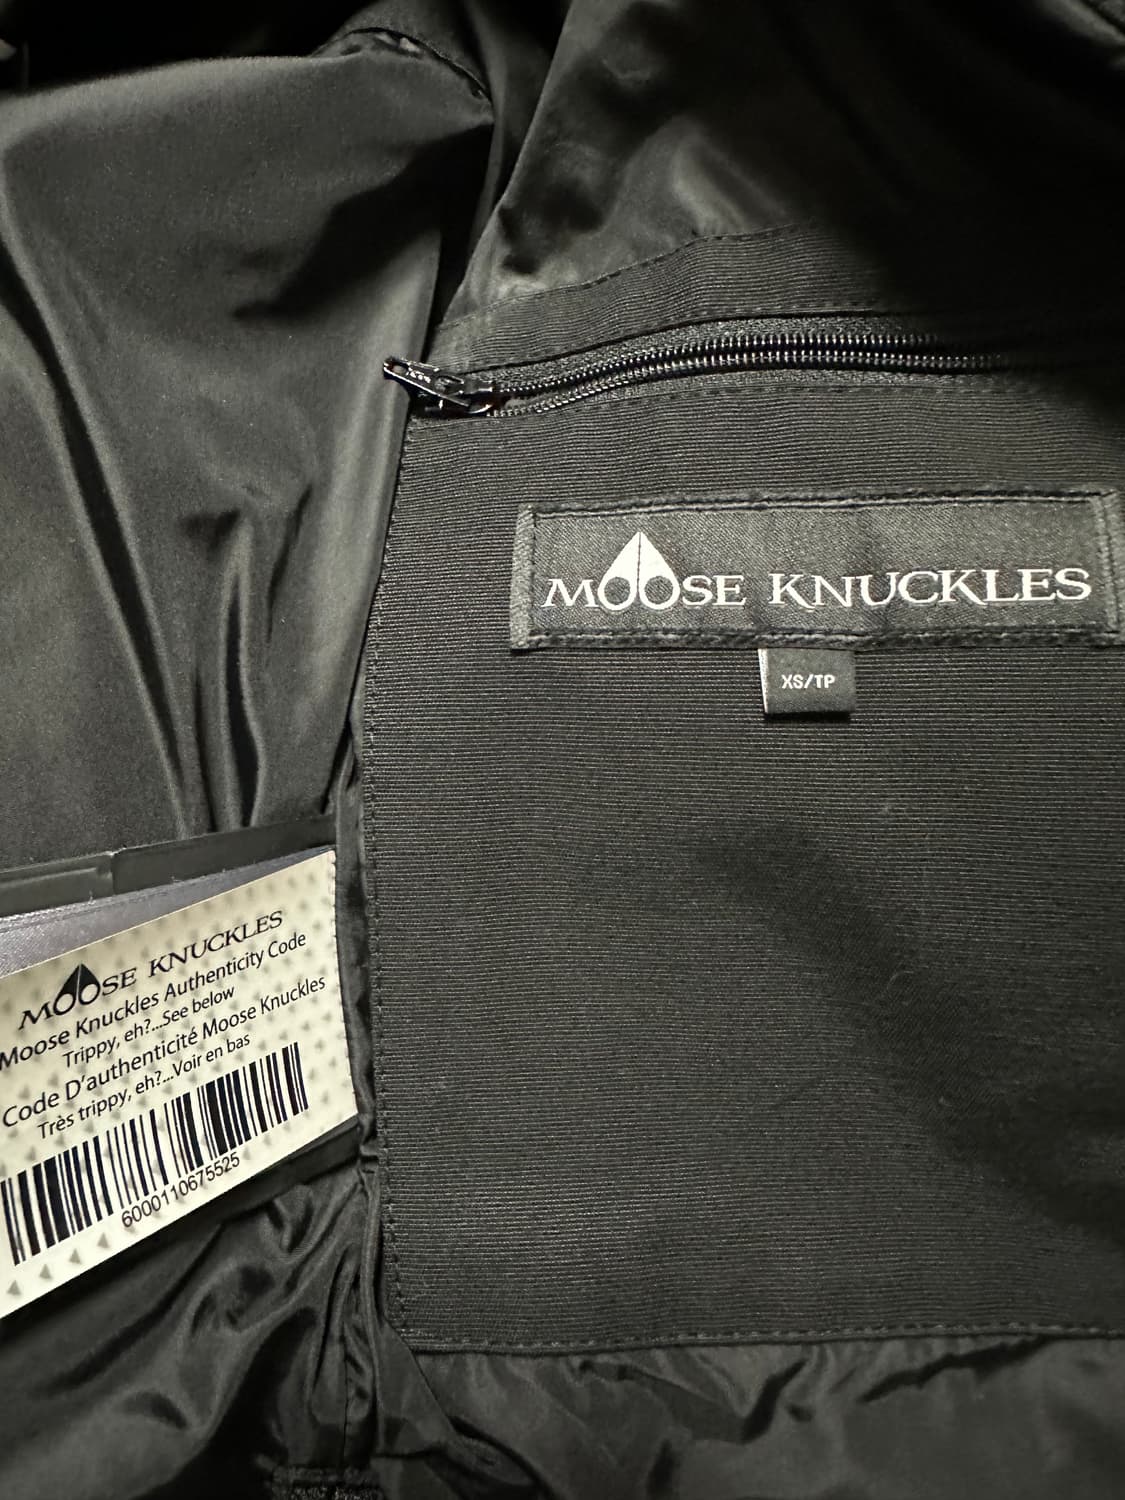 MOOSE KNUCKLES
XS/TP
MOOSE KNUCKLES
Moose Knuckles Authenticity Code
Trippy, eh?...See below
Code D'authenticité Moose Knuckles
Très trippy, eh?...Voir en bas
6000110675525